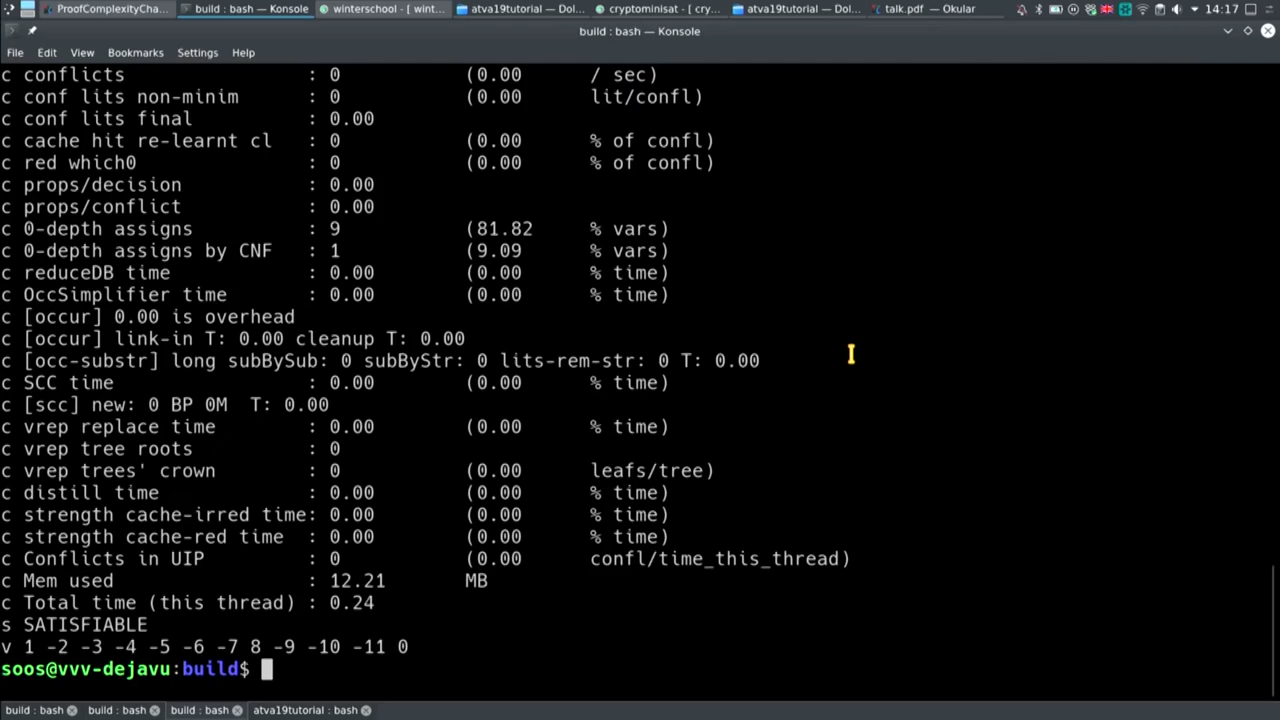 ProofComplexityCha... build : bash — Konsole winterschool - [ wint... atva19tutorial — Dol... cryptominisat - [ cry... atva19tutorial — Dol... talk.pdf — Okular 14:17
build : bash — Konsole
File Edit View Bookmarks Settings Help
c conflicts : 0 (0.00 / sec)
c conf lits non-minim : 0 (0.00 lit/confl)
c conf lits final : 0.00
c cache hit re-learnt cl : 0 (0.00 % of confl)
c red which0 : 0 (0.00 % of confl)
c props/decision : 0.00
c props/conflict : 0.00
c 0-depth assigns : 9 (81.82 % vars)
c 0-depth assigns by CNF : 1 (9.09 % vars)
c reduceDB time : 0.00 (0.00 % time)
c OccSimplifier time : 0.00 (0.00 % time)
c [occur] 0.00 is overhead
c [occur] link-in T: 0.00 cleanup T: 0.00
c [occ-substr] long subBySub: 0 subByStr: 0 lits-rem-str: 0 T: 0.00
c SCC time : 0.00 (0.00 % time)
c [scc] new: 0 BP 0M T: 0.00
c vrep replace time : 0.00 (0.00 % time)
c vrep tree roots : 0
c vrep trees' crown : 0 (0.00 leafs/tree)
c distill time : 0.00 (0.00 % time)
c strength cache-irred time: 0.00 (0.00 % time)
c strength cache-red time : 0.00 (0.00 % time)
c Conflicts in UIP : 0 (0.00 confl/time_this_thread)
c Mem used : 12.21 MB
c Total time (this thread) : 0.24
s SATISFIABLE
v 1 -2 -3 -4 -5 -6 -7 8 -9 -10 -11 0
soos@vvv-dejavu:build$
build : bash build : bash build : bash atva19tutorial : bash